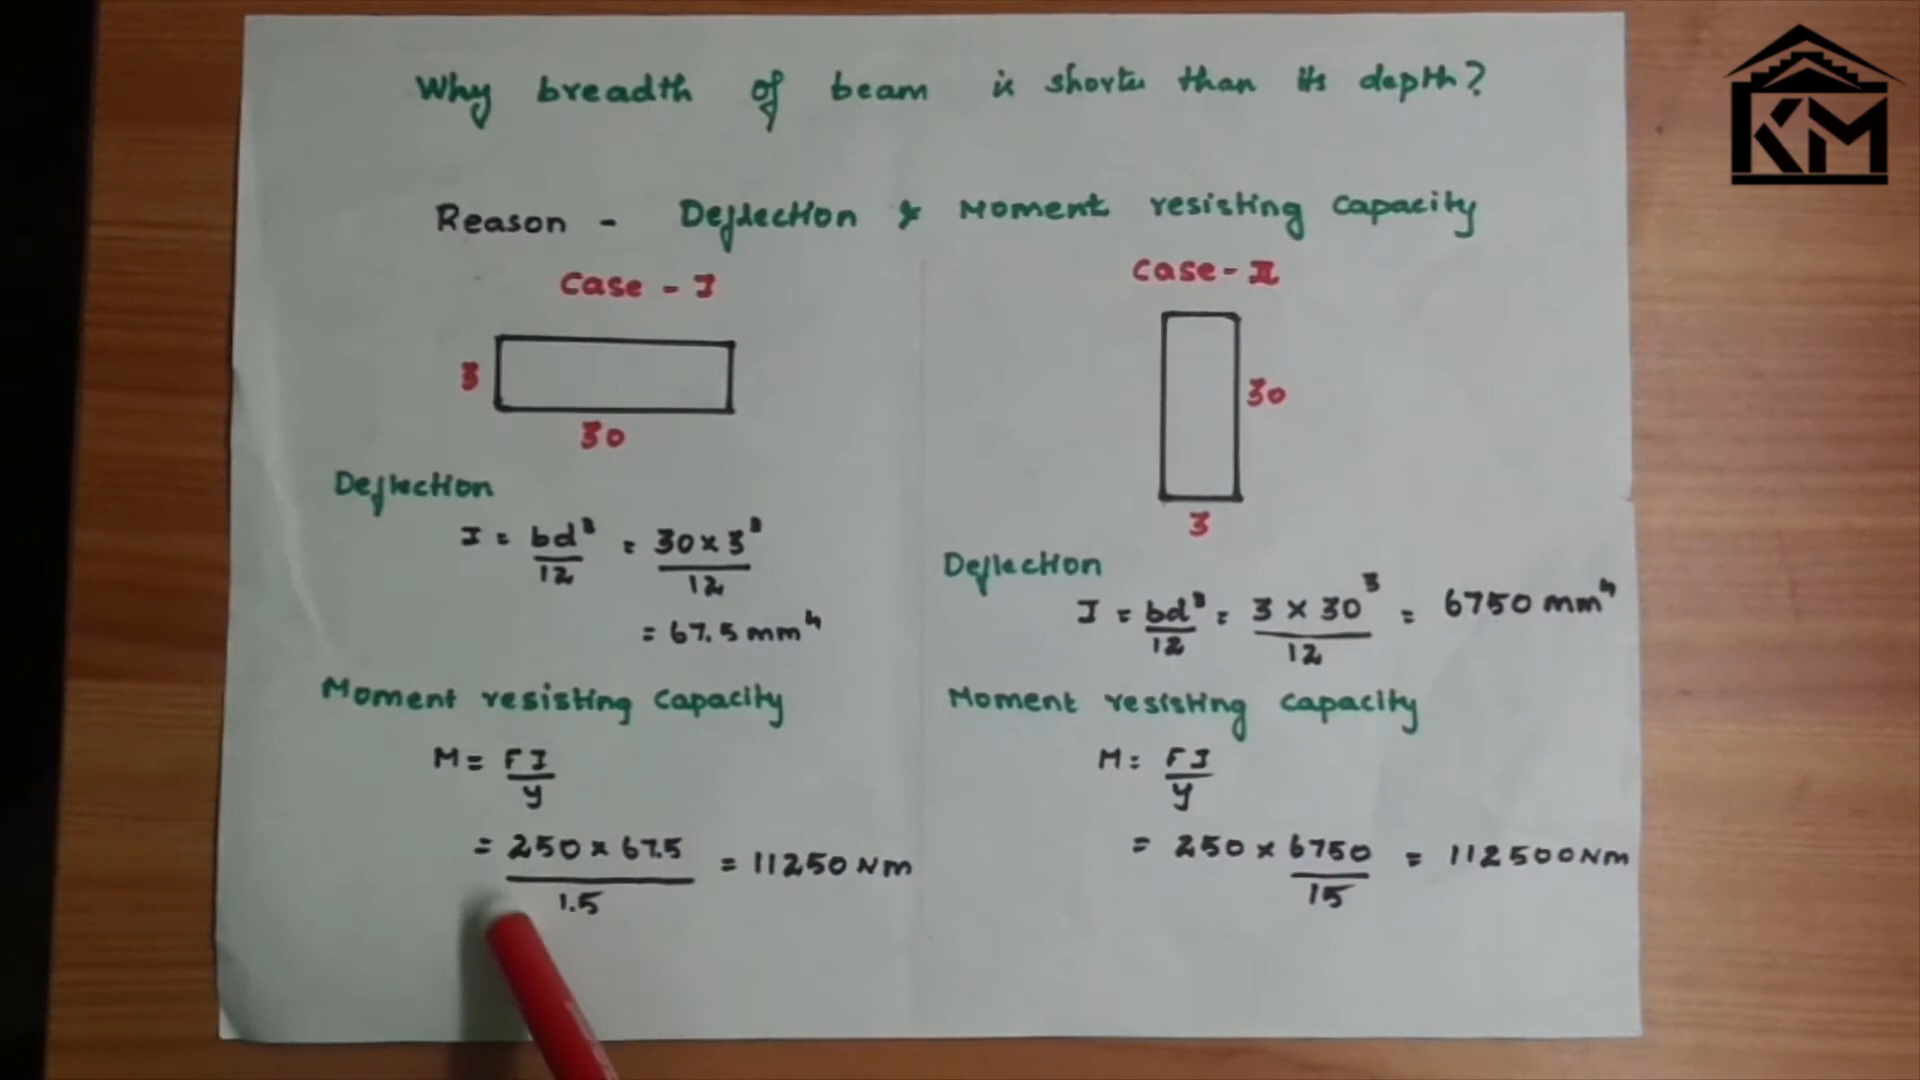 Why breadth of beam is shorter than its depth?
KM
Reason - Deflection & Moment resisting capacity
Case - I
3
30
Deflection
I = bd³/12 = 30 x 3³/12
= 67.5 mm⁴
Moment resisting capacity
M = FI/y
= 250 x 67.5/1.5 = 11250 Nm
Case - II
30
3
Deflection
I = bd³/12 = 3 x 30³/12 = 6750 mm⁴
Moment resisting capacity
M = FI/y
= 250 x 6750/15 = 112500 Nm